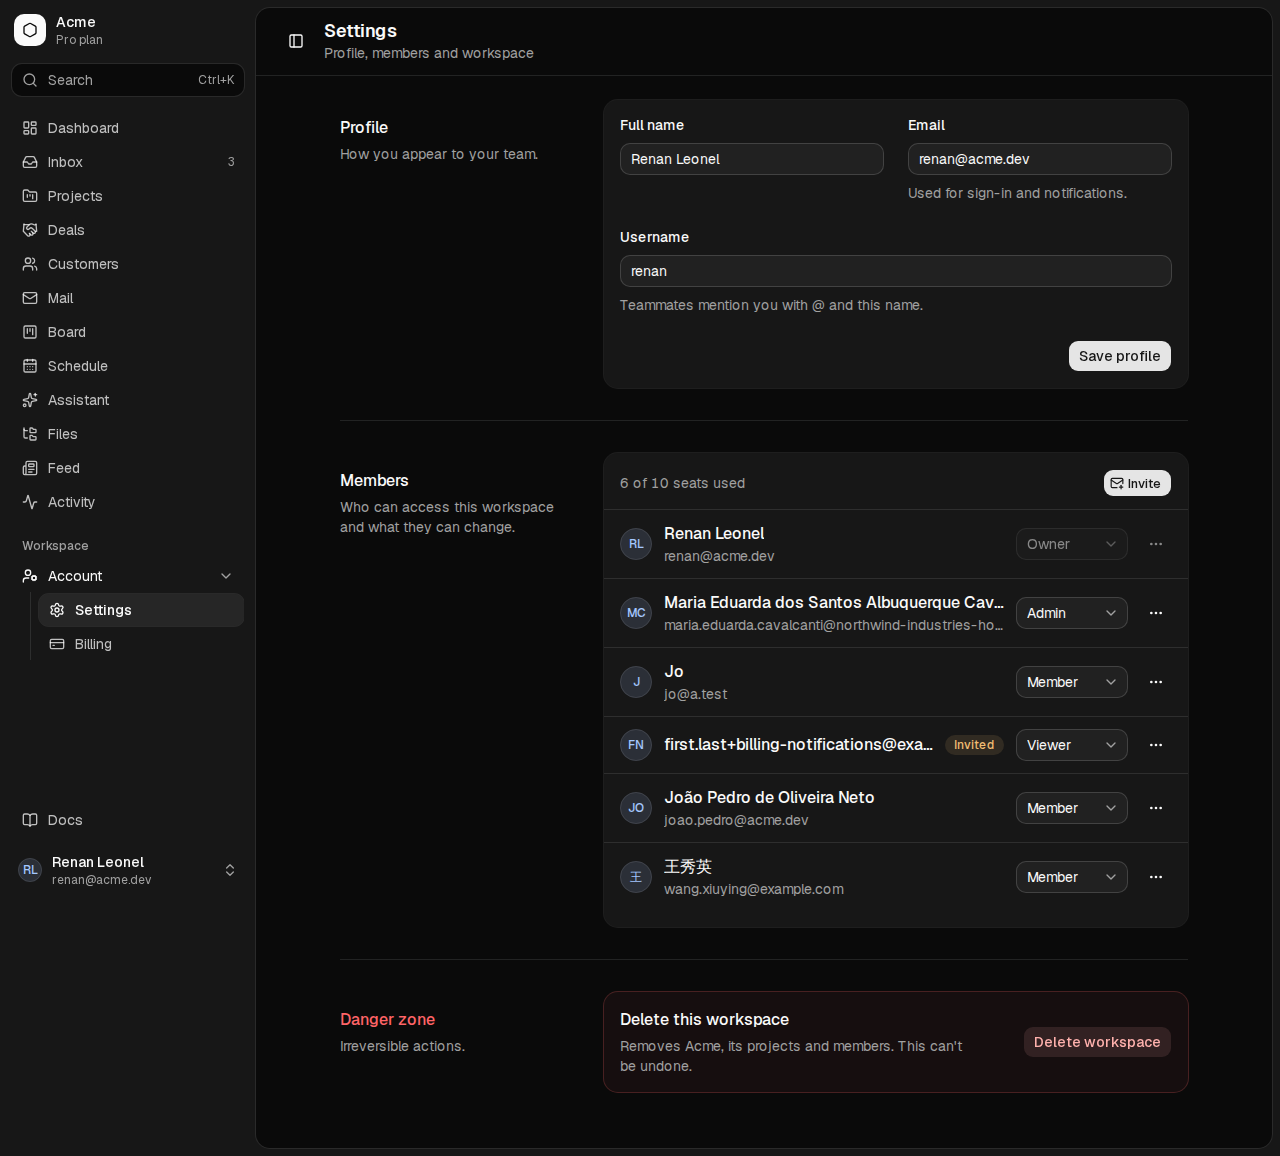 Acme
Pro plan
Search Ctrl+K
Dashboard
Inbox 3
Projects
Deals
Customers
Mail
Board
Schedule
Assistant
Files
Feed
Activity
Workspace
Account
Settings
Billing
Docs
RL Renan Leonel
renan@acme.dev
Settings
Profile, members and workspace
Profile
How you appear to your team.
Full name
Renan Leonel
Email
renan@acme.dev
Used for sign-in and notifications.
Username
renan
Teammates mention you with @ and this name.
Save profile
Members
Who can access this workspace
and what they can change.
6 of 10 seats used
Invite
RL Renan Leonel
renan@acme.dev
Owner
MC Maria Eduarda dos Santos Albuquerque Cav...
maria.eduarda.cavalcanti@northwind-industries-ho...
Admin
J Jo
jo@a.test
Member
FN first.last+billing-notifications@exa... Invited Viewer
JO João Pedro de Oliveira Neto
joao.pedro@acme.dev
Member
王 王秀英
wang.xiuying@example.com
Member
Danger zone
Irreversible actions.
Delete this workspace
Removes Acme, its projects and members. This can't
be undone.
Delete workspace